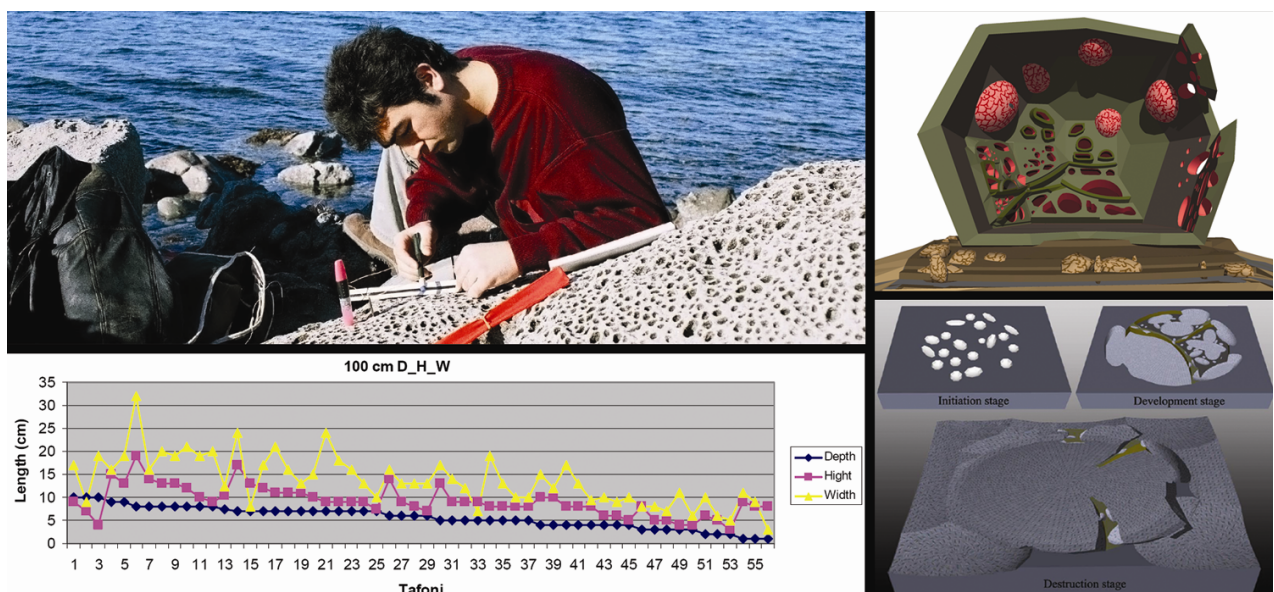 100 cm D_H_W
35
30
25
20
15
10
5
0
Length (cm)
1 3 5 7 9 11 13 15 17 19 21 23 25 27 29 31 33 35 37 39 41 43 45 47 49 51 53 55
Tafoni
Depth
Hight
Width
Initiation stage
Development stage
Destruction stage